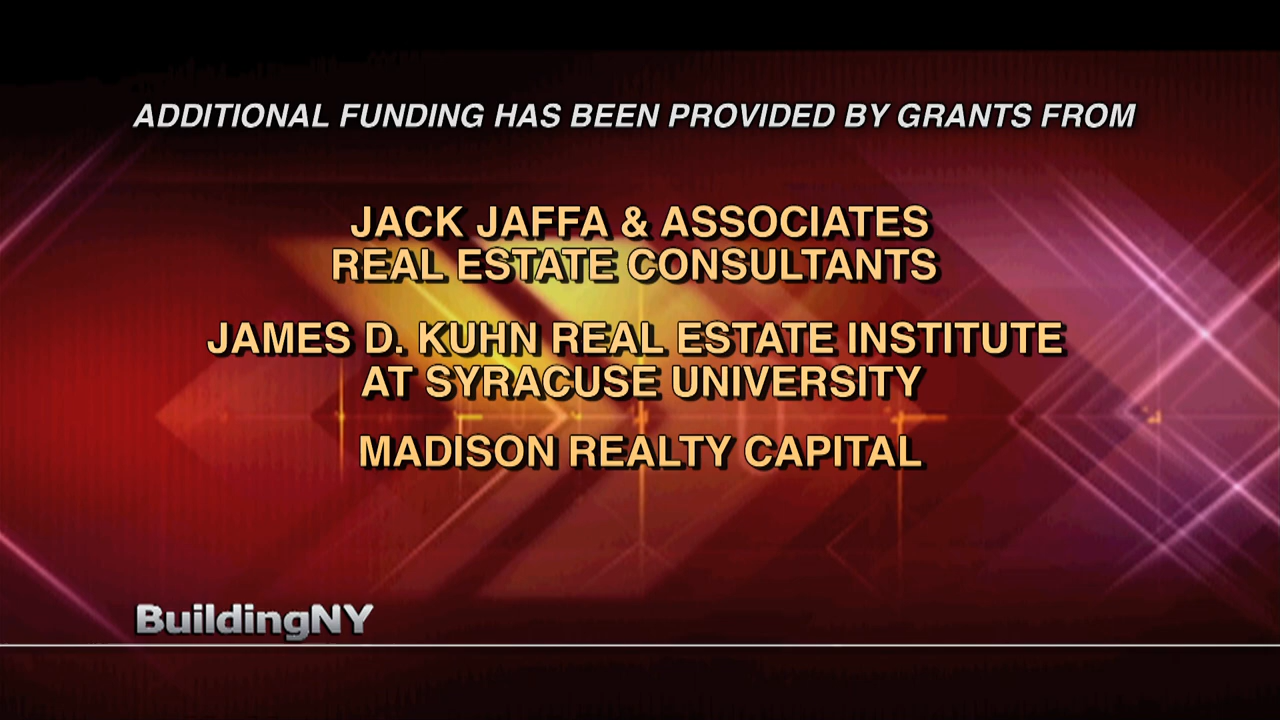 ADDITIONAL FUNDING HAS BEEN PROVIDED BY GRANTS FROM
JACK JAFFA & ASSOCIATES
REAL ESTATE CONSULTANTS
JAMES D. KUHN REAL ESTATE INSTITUTE
AT SYRACUSE UNIVERSITY
MADISON REALTY CAPITAL
BuildingNY